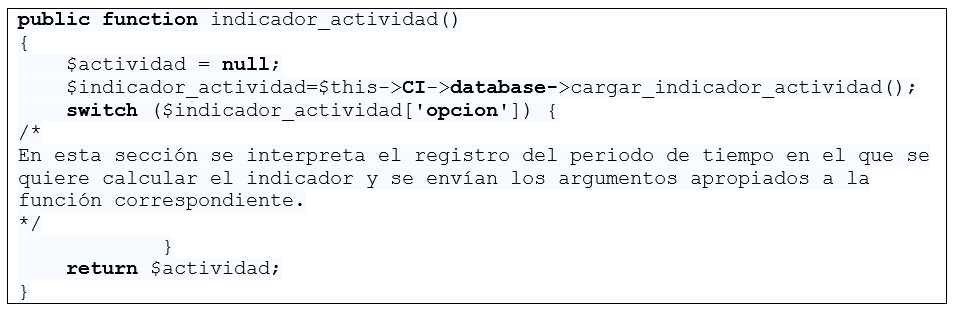 public function indicador_actividad()
{
    $actividad = null;
    $indicador_actividad=$this->CI->database->cargar_indicador_actividad();
    switch ($indicador_actividad['opcion']) {
/*
En esta sección se interpreta el registro del periodo de tiempo en el que se
quiere calcular el indicador y se envían los argumentos apropiados a la
función correspondiente.
*/
            }
    return $actividad;
}